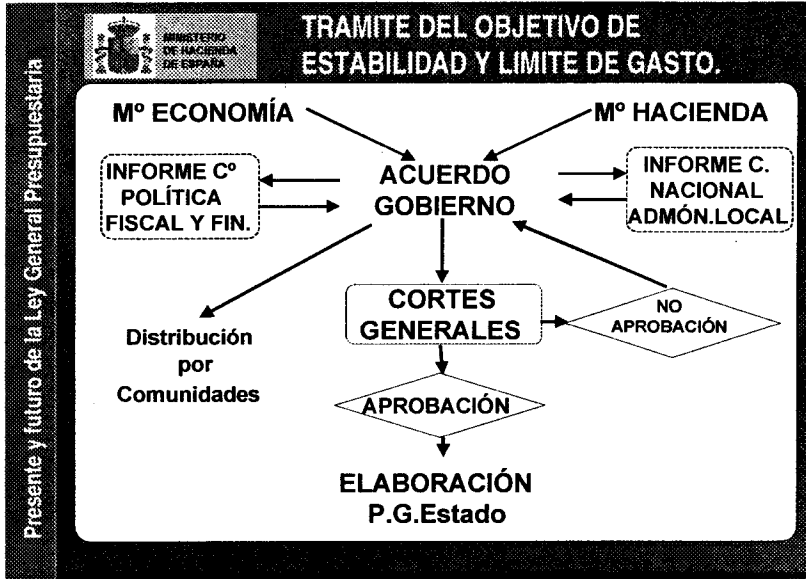 MINISTERIO
DE HACIENDA
DE ESPAÑA
TRAMITE DEL OBJETIVO DE
ESTABILIDAD Y LIMITE DE GASTO.
Presente y futuro de la Ley General Presupuestaria
Mº ECONOMÍA
Mº HACIENDA
INFORME Cº
POLÍTICA
FISCAL Y FIN.
ACUERDO
GOBIERNO
INFORME C.
NACIONAL
ADMÓN.LOCAL
Distribución
por
Comunidades
CORTES
GENERALES
NO
APROBACIÓN
APROBACIÓN
ELABORACIÓN
P.G.Estado